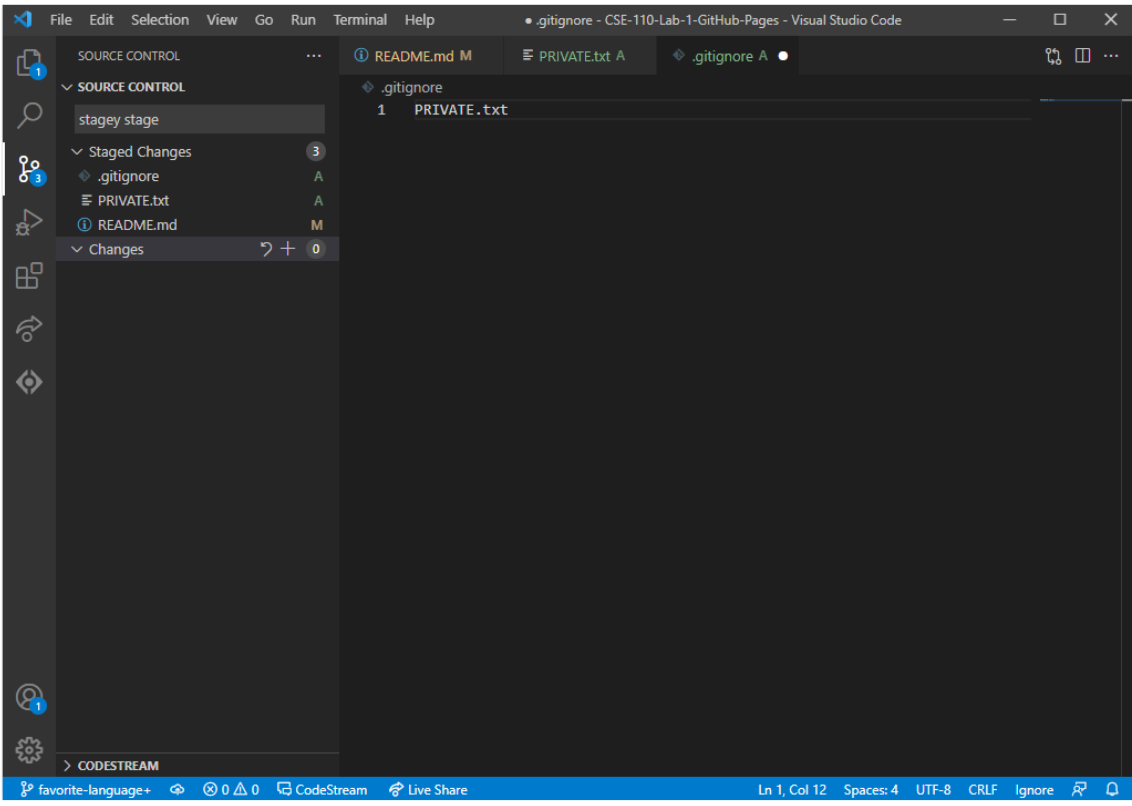 File Edit Selection View Go Run Terminal Help ● .gitignore - CSE-110-Lab-1-GitHub-Pages - Visual Studio Code
SOURCE CONTROL ···
README.md M PRIVATE.txt A .gitignore A ●
1
SOURCE CONTROL
.gitignore
stagey stage
1 PRIVATE.txt
Staged Changes 3
.gitignore A
3
PRIVATE.txt A
README.md M
Changes 0
1
CODESTREAM
favorite-language+ 0 0 CodeStream Live Share Ln 1, Col 12 Spaces: 4 UTF-8 CRLF Ignore